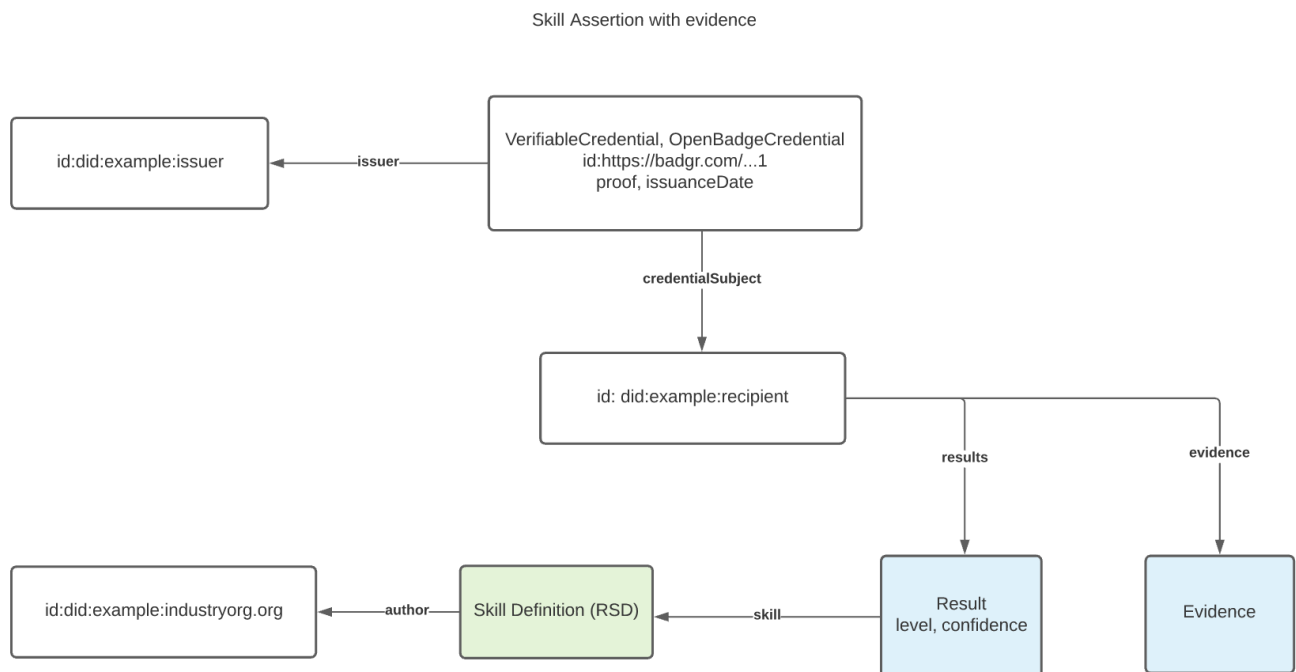 Skill Assertion with evidence
VerifiableCredential, OpenBadgeCredential
id:https://badgr.com/...1
proof, issuanceDate
id:did:example:issuer
issuer
credentialSubject
id: did:example:recipient
results
evidence
id:did:example:industryorg.org
author
Skill Definition (RSD)
skill
Result
level, confidence
Evidence